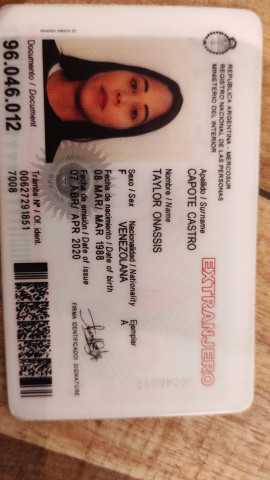 REPUBLICA ARGENTINA - MERCOSUR
REGISTRO NACIONAL DE LAS PERSONAS
MINISTERIO DEL INTERIOR
Apellido / Surname
CAPOTE CASTRO
EXTRANJERO
Nombre / Name
TAYLOR ONASSIS
Sexo / Sex
F
Nacionalidad / Nationality
VENEZOLANA
Ejemplar
A
Fecha de nacimiento / Date of birth
08 MAR/ MAR 1988
Fecha de emisión / Date of issue
07 ABR/ APR 2020
FIRMA IDENTIFICADO/ SIGNATURE
Documento / Document
96.046.012
Trámite Nº / Of. ident.
00627291851
7008